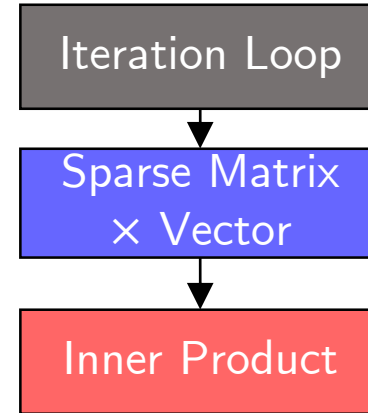 Iteration Loop
Sparse Matrix
× Vector
Inner Product